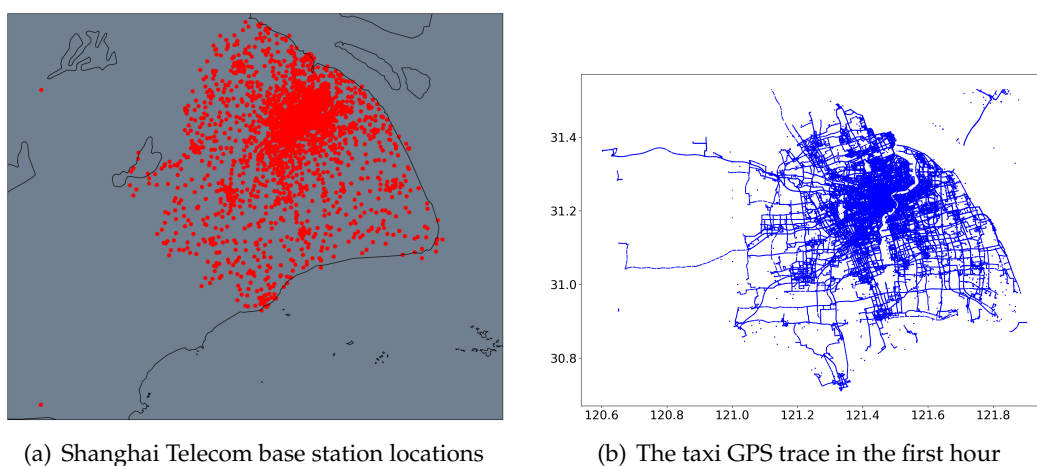 31.4
31.2
31.0
30.8
120.6 120.8 121.0 121.2 121.4 121.6 121.8
(a) Shanghai Telecom base station locations
(b) The taxi GPS trace in the first hour